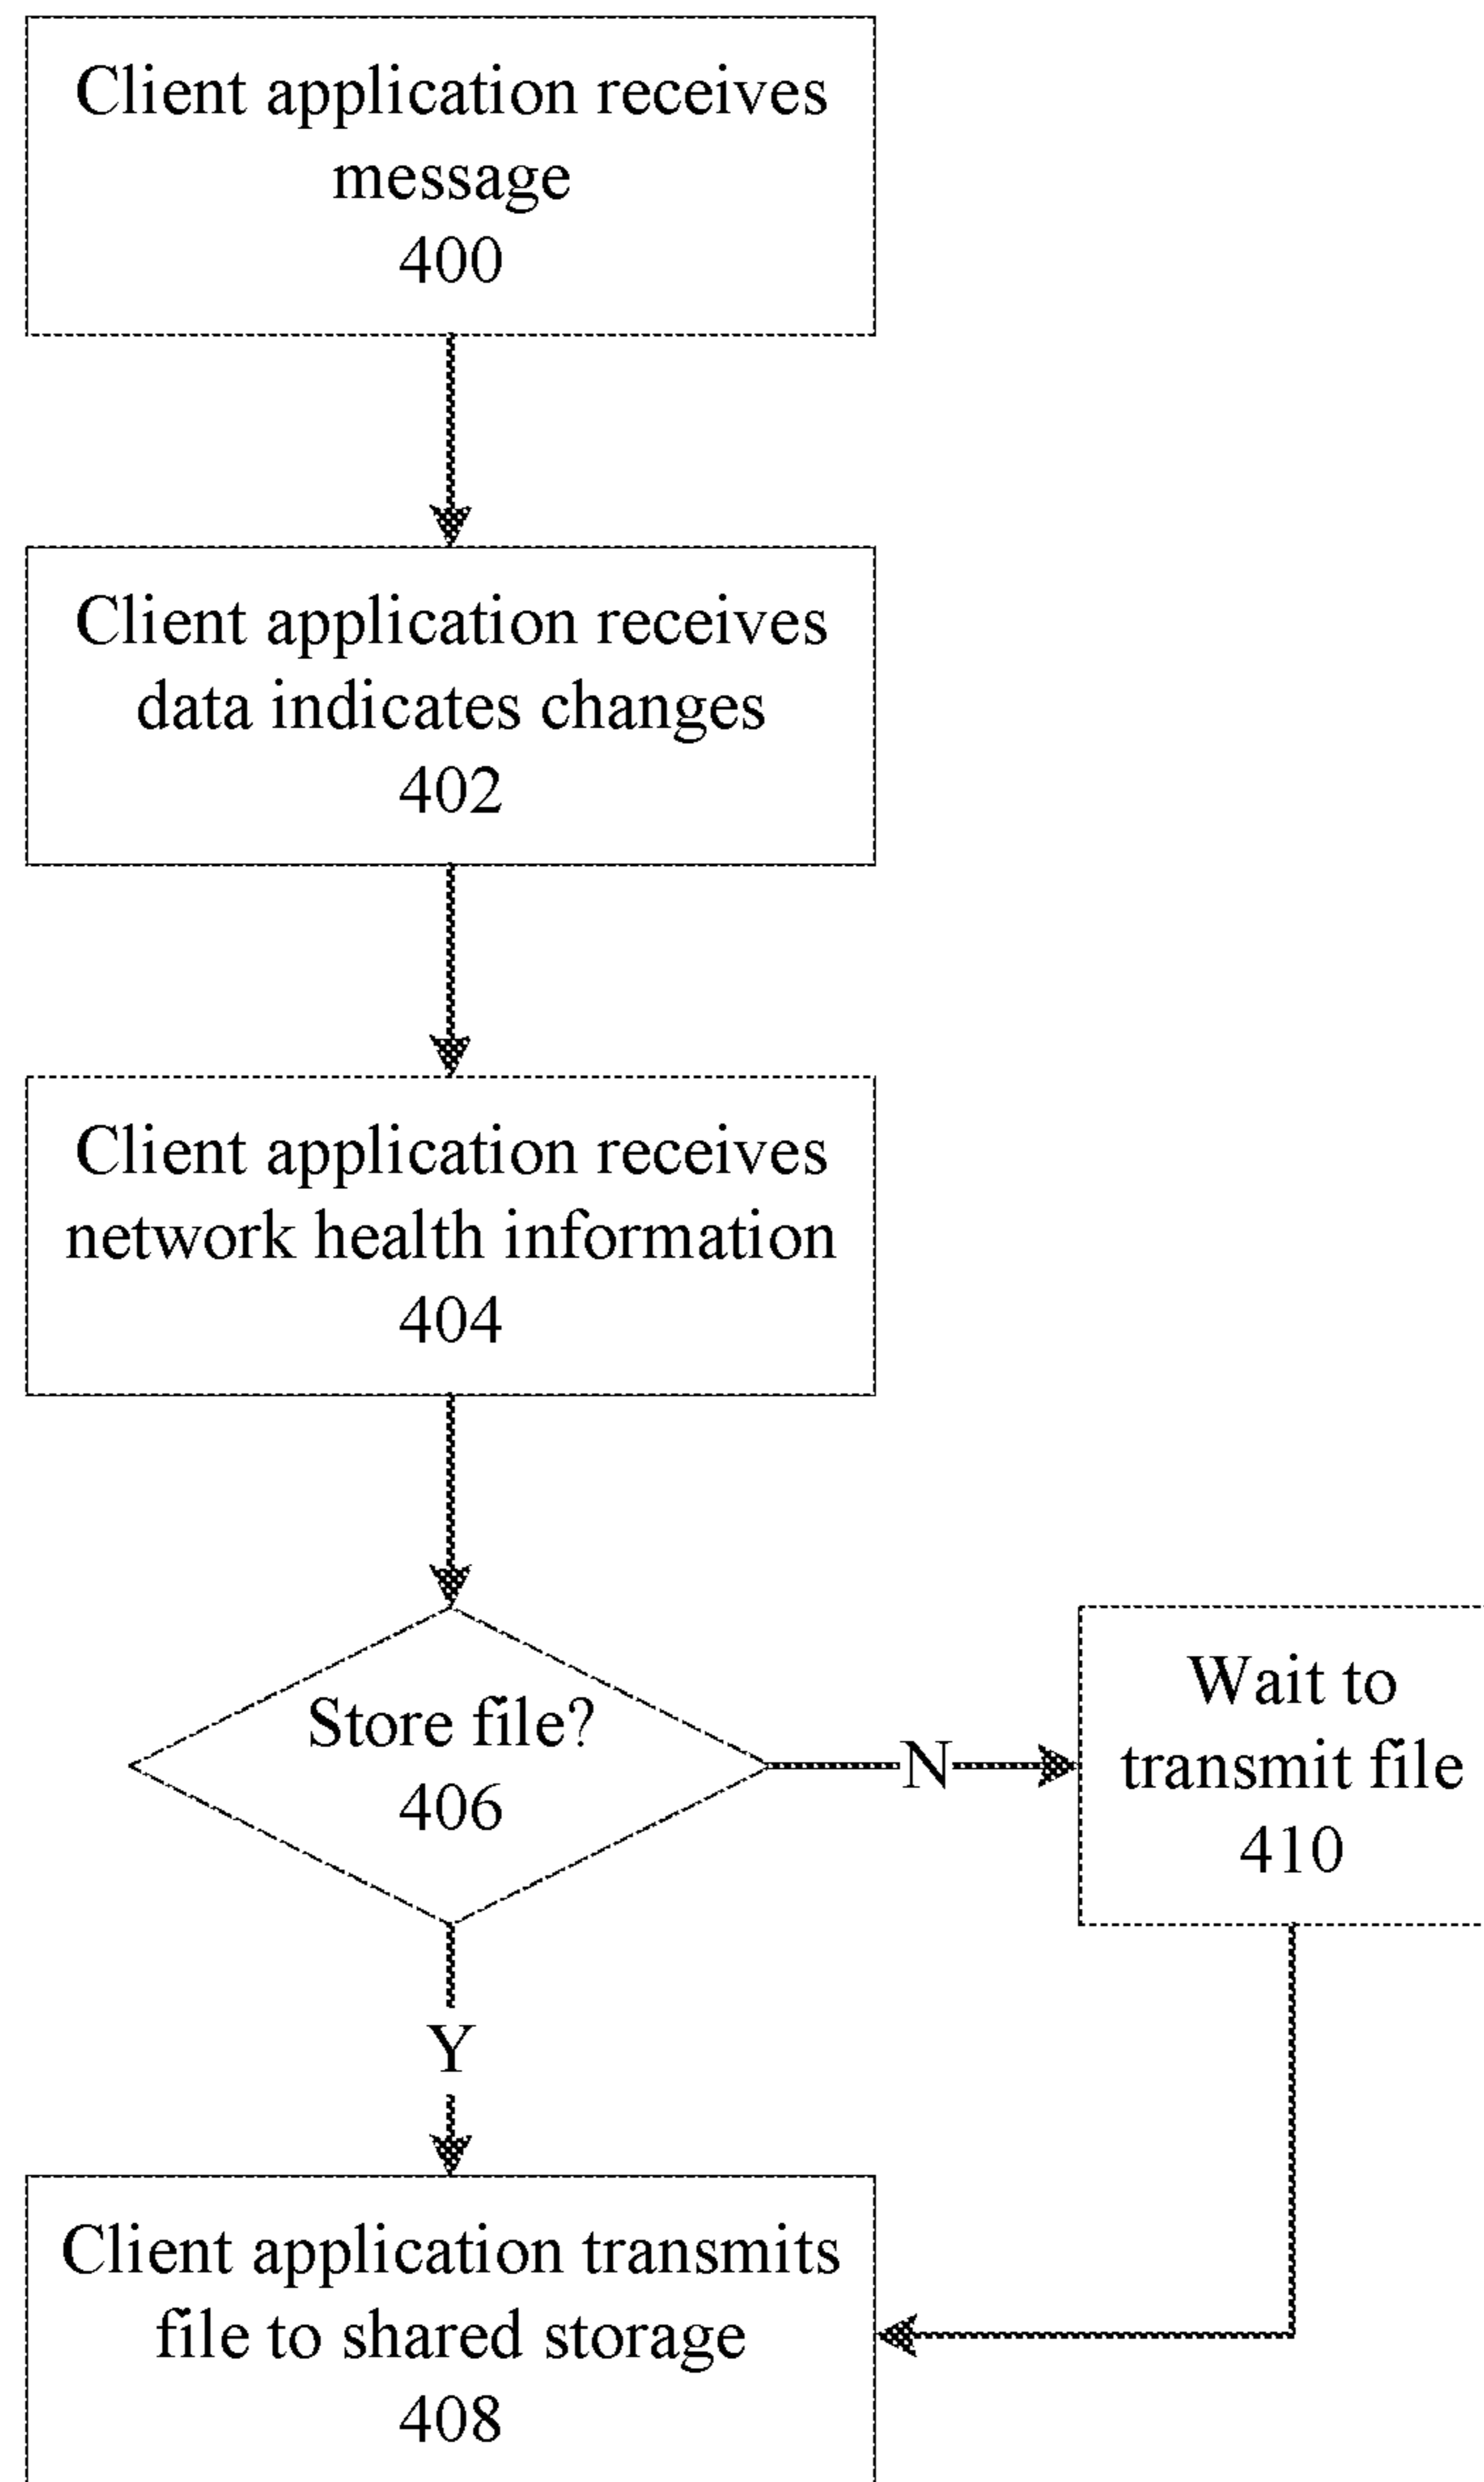 Client application receives
message
400
Client application receives
data indicates changes
402
Client application receives
network health information
404
Store file?
406
N
Wait to
transmit file
410
Y
Client application transmits
file to shared storage
408